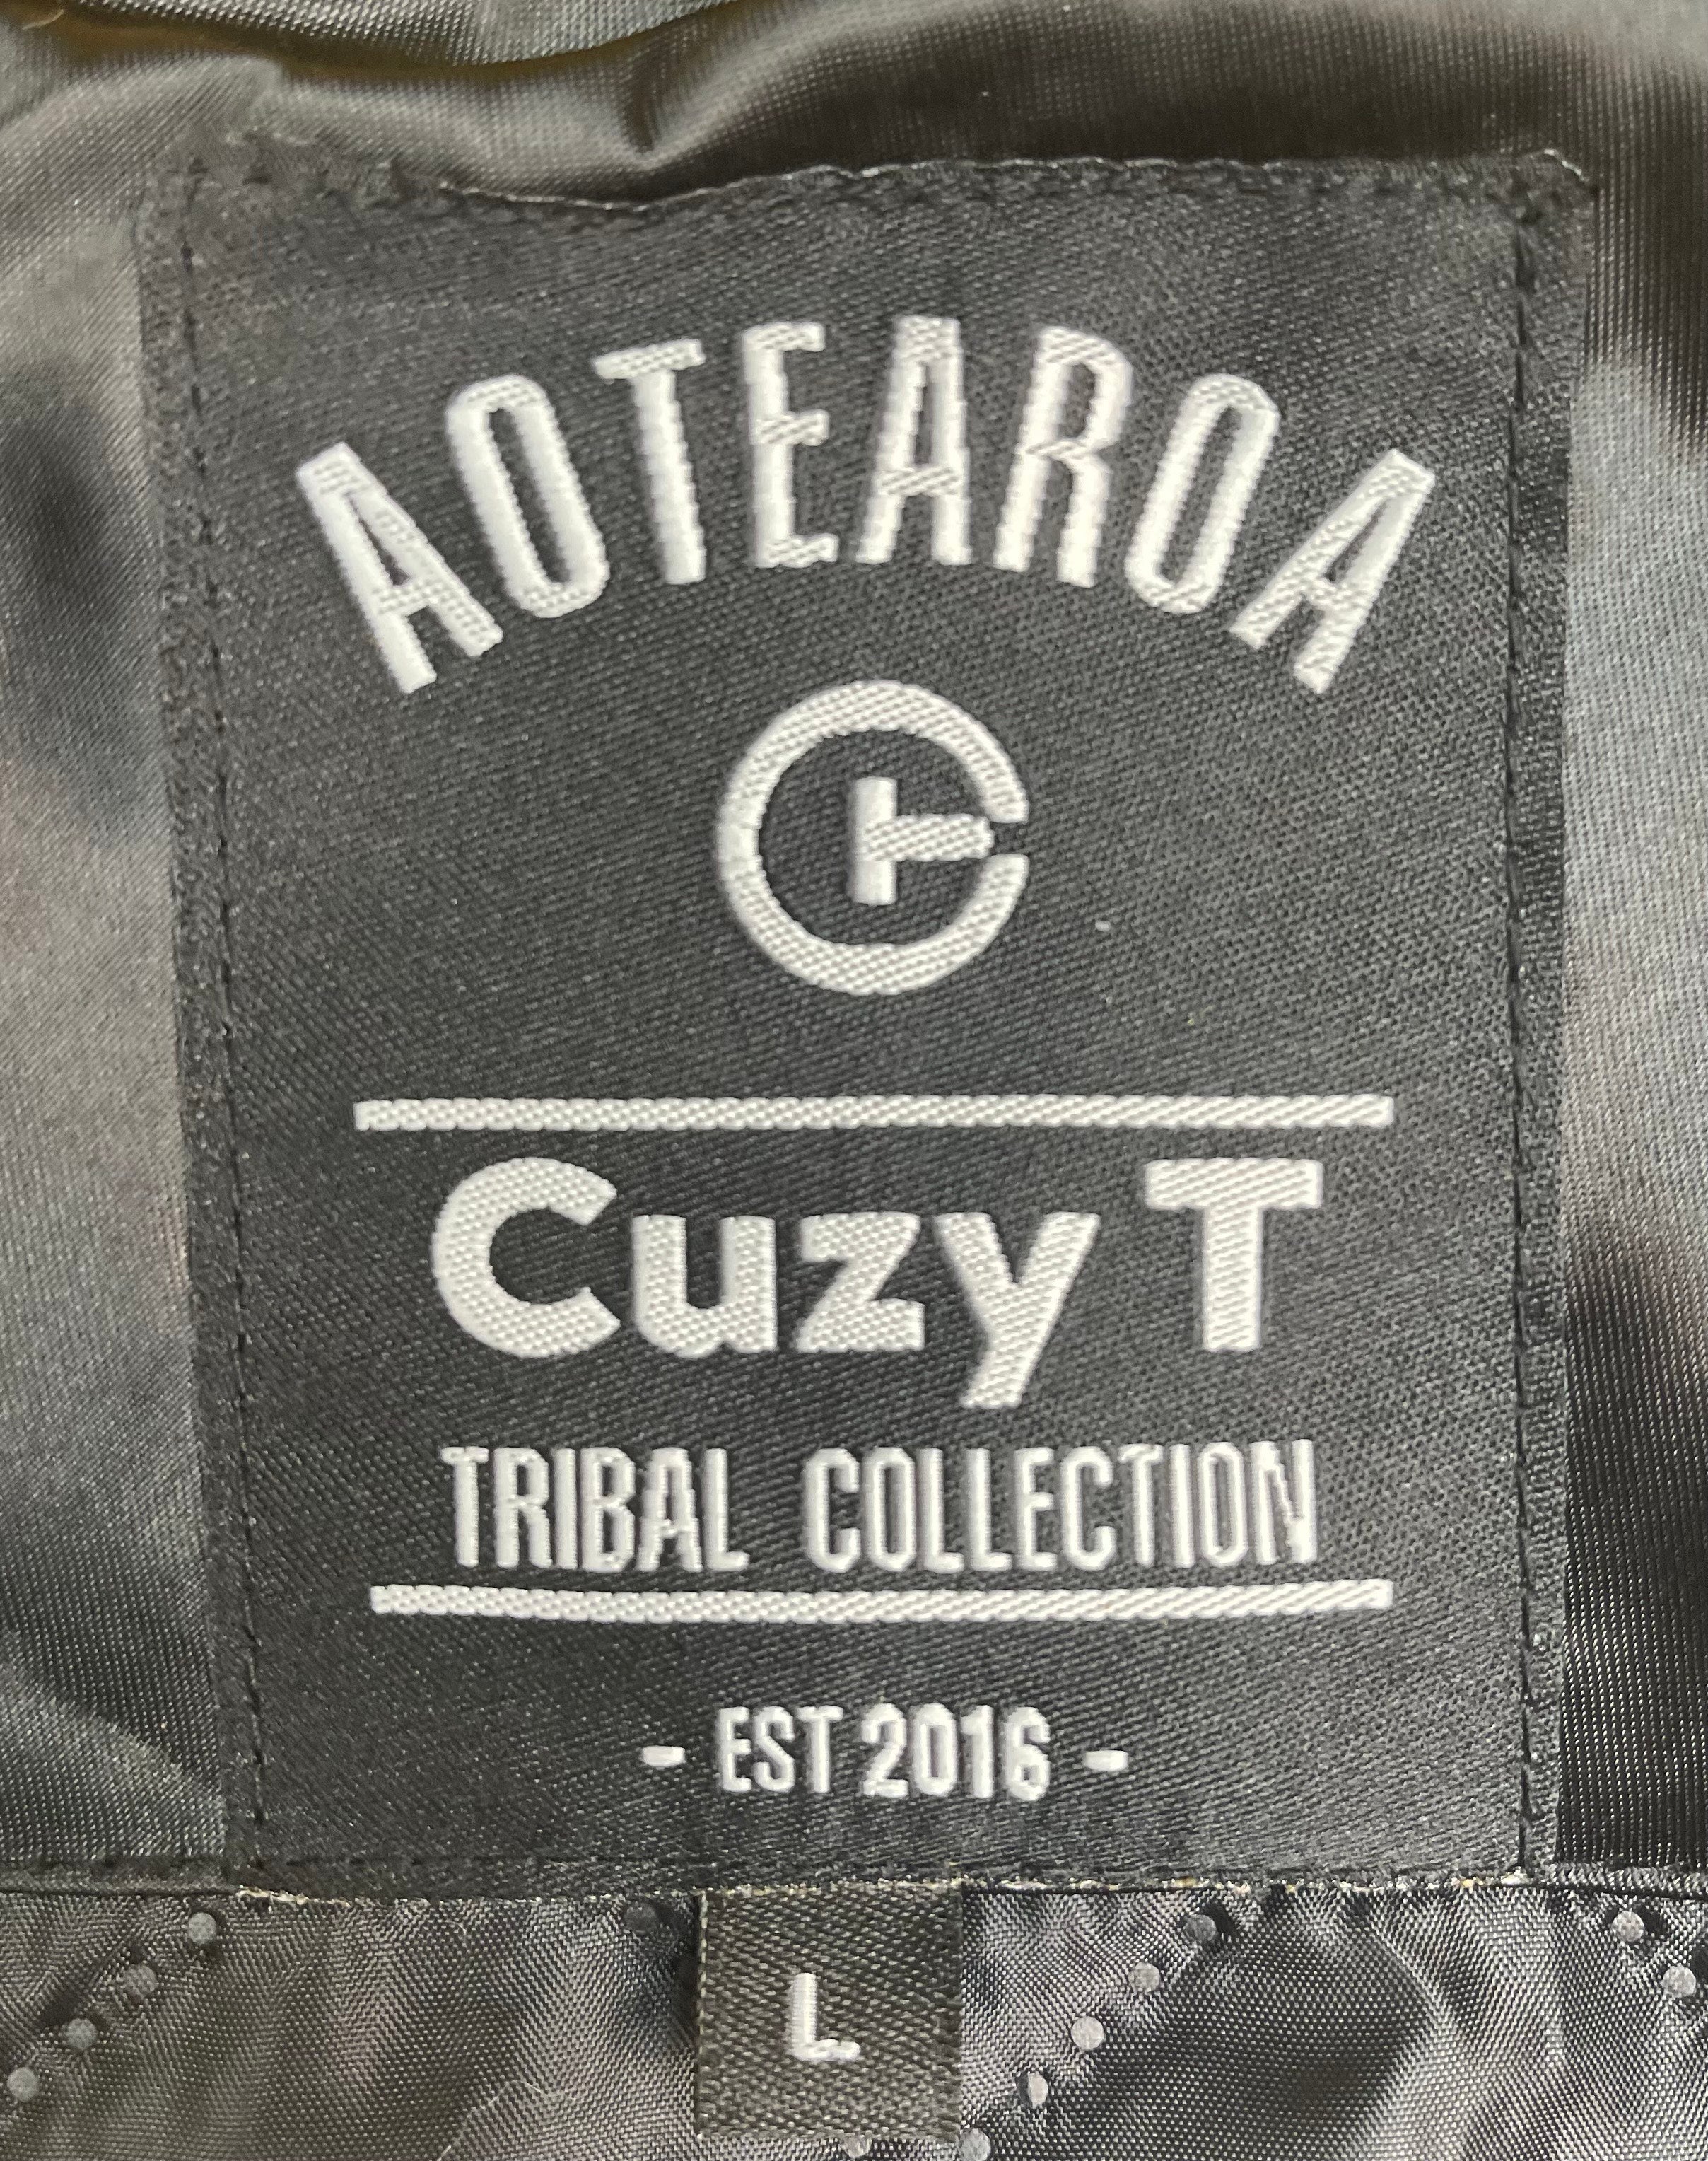 AOTEAROA
Cuzy T
TRIBAL COLLECTION
- EST 2016 -
L